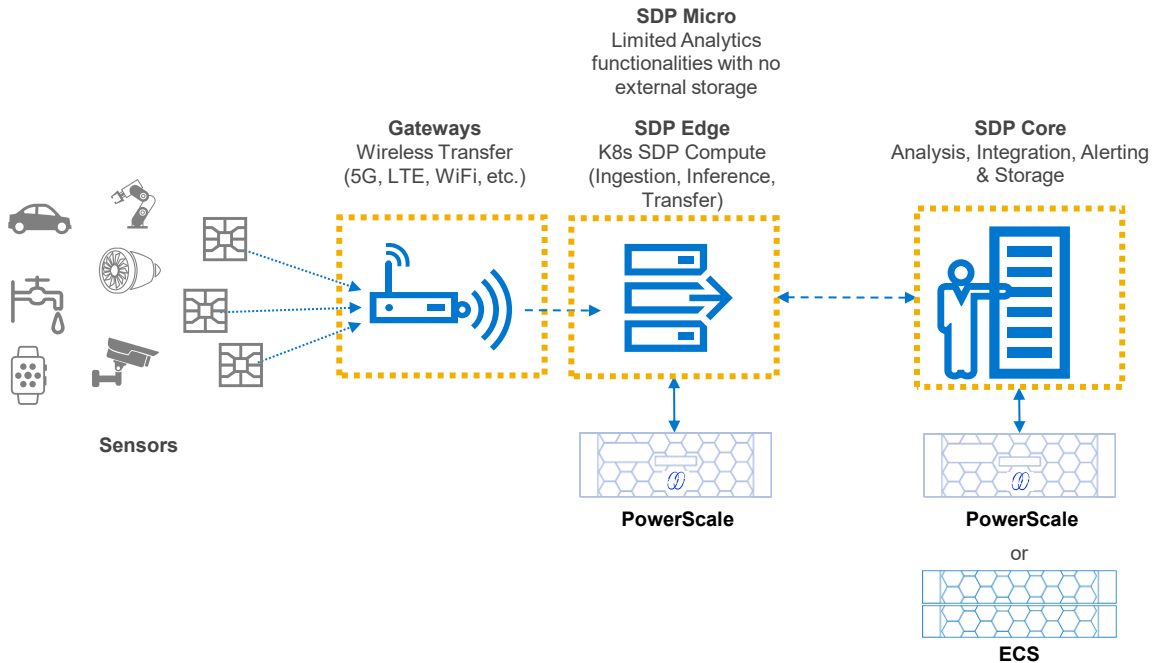 SDP Micro
Limited Analytics
functionalities with no
external storage
Gateways
Wireless Transfer
(5G, LTE, WiFi, etc.)
SDP Edge
K8s SDP Compute
(Ingestion, Inference,
Transfer)
SDP Core
Analysis, Integration, Alerting
& Storage
Sensors
PowerScale
PowerScale
or
ECS